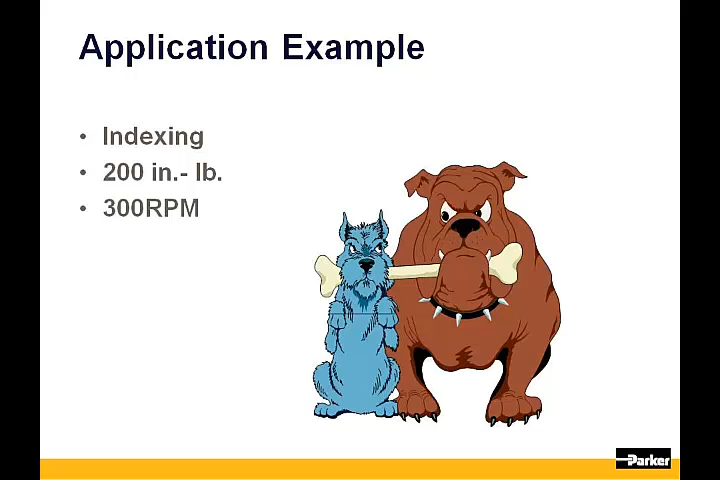 Application Example
• Indexing
• 200 in.- lb.
• 300RPM
Parker